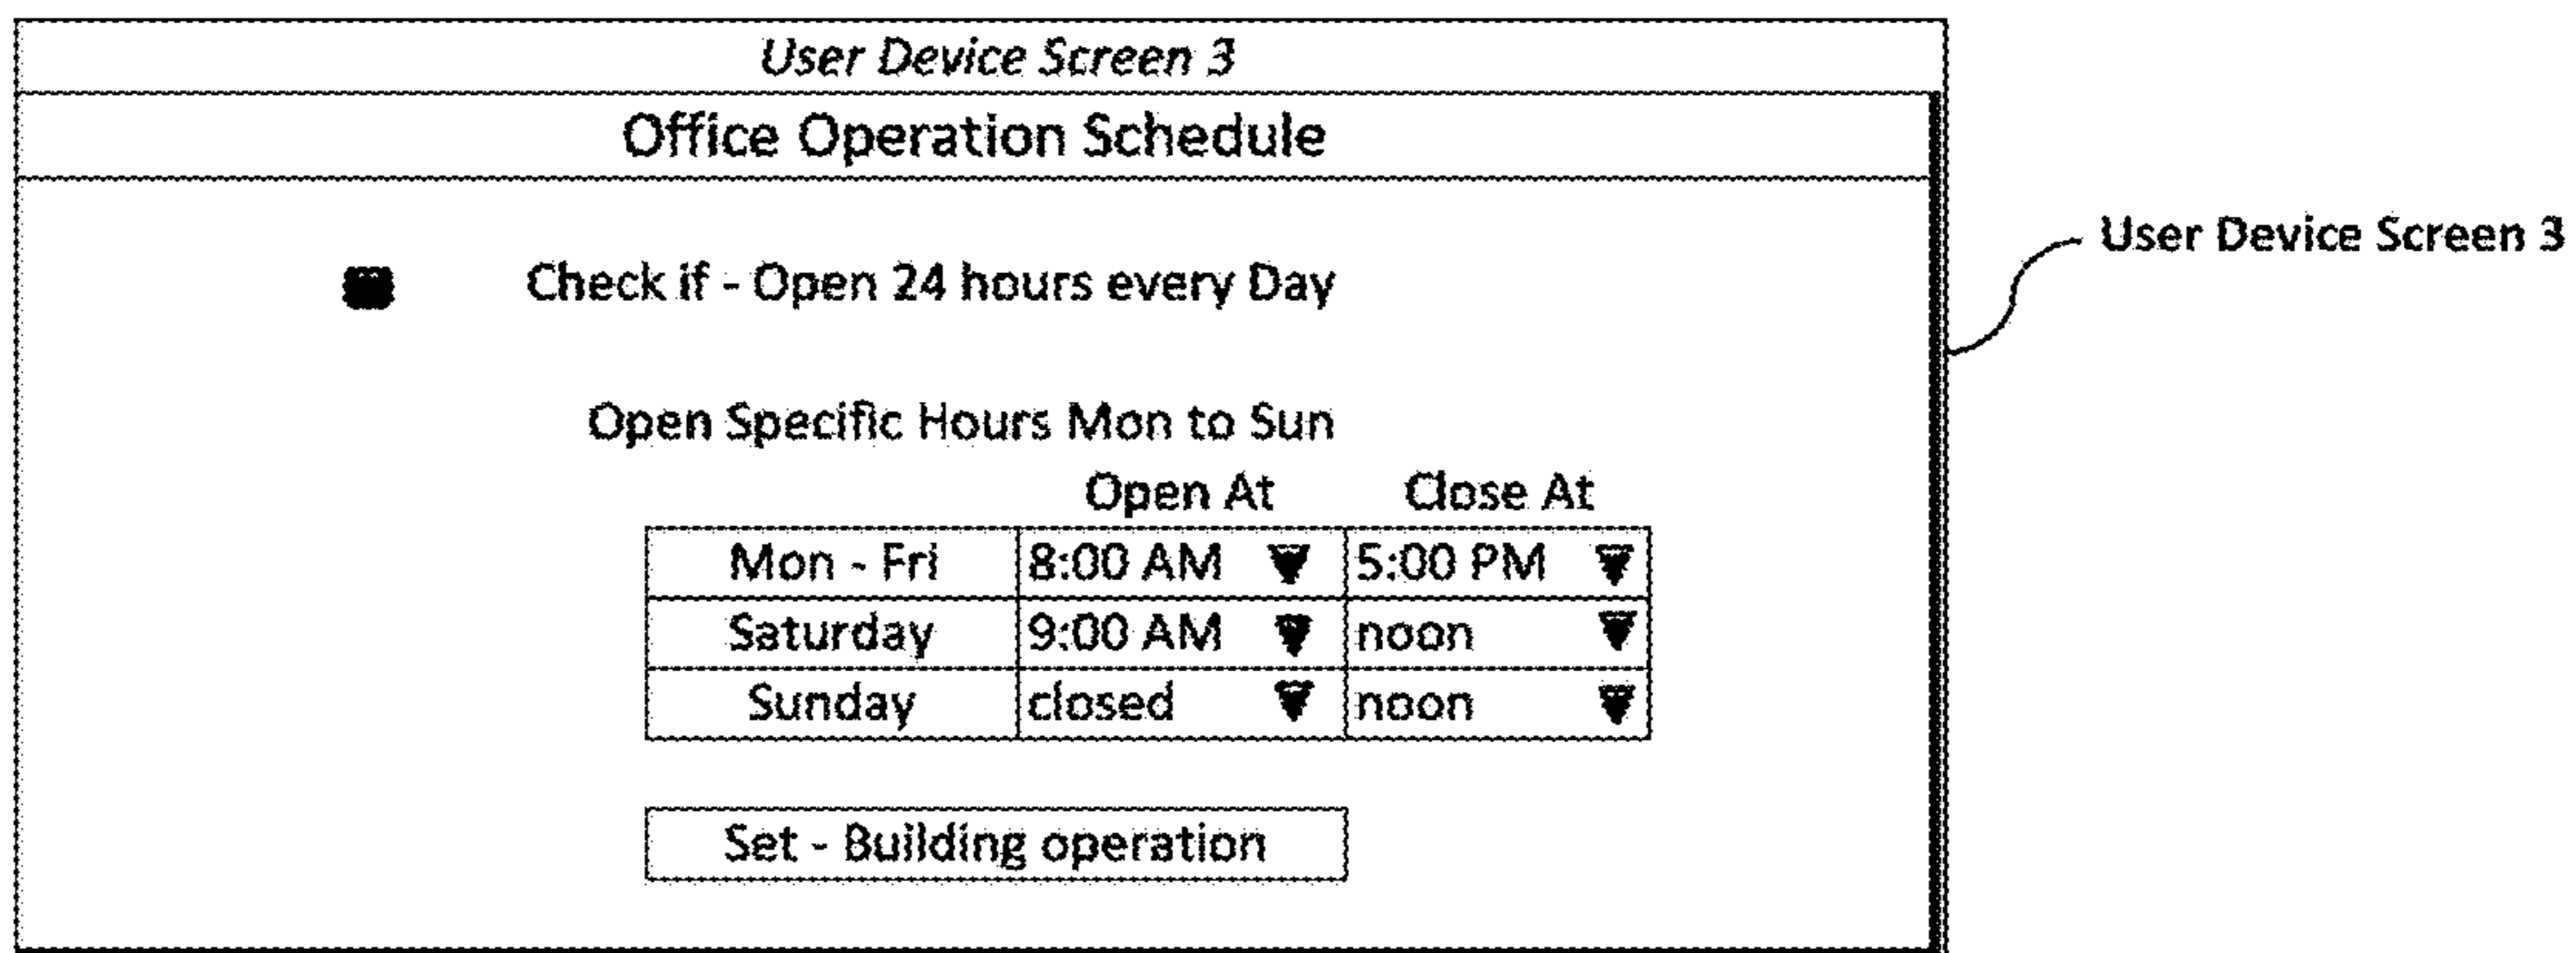 User Device Screen 3
Office Operation Schedule
User Device Screen 3
Check if - Open 24 hours every Day
Open Specific Hours Mon to Sun
Open At Close At
Mon - Fri 8:00 AM 5:00 PM
Saturday 9:00 AM noon
Sunday closed noon
Set - Building operation